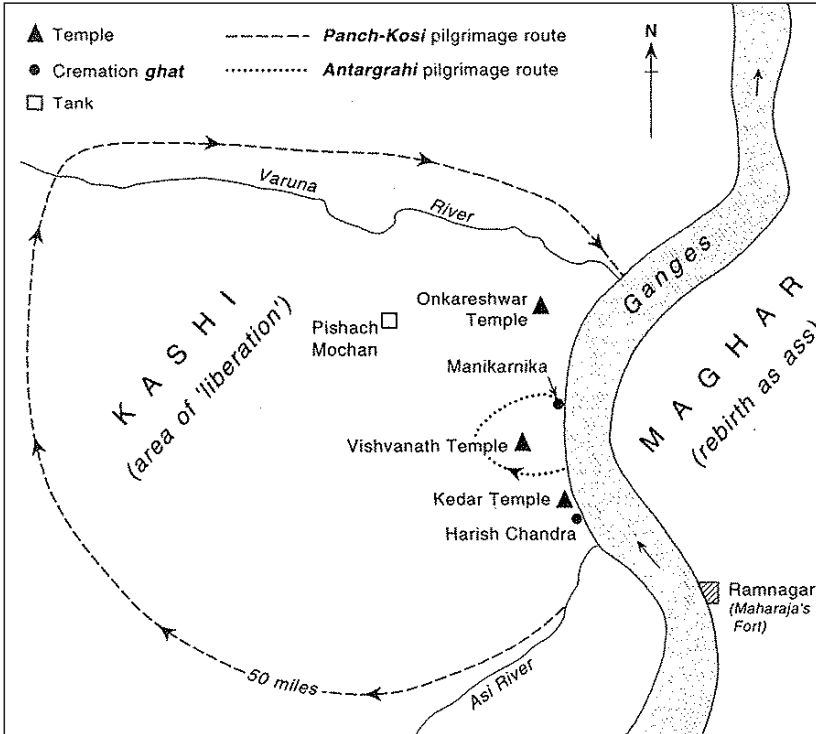 Temple
Cremation ghat
Tank
Panch-Kosi pilgrimage route
Antargrahi pilgrimage route
N
Varuna
River
Ganges
KASHI
(area of 'liberation')
Pishach
Mochan
Onkareshwar
Temple
Manikarnika
MAGHAR
(rebirth as ass)
Vishvanath Temple
Kedar Temple
Harish Chandra
Ramnagar
(Maharaja's
Fort)
50 miles
Asi River